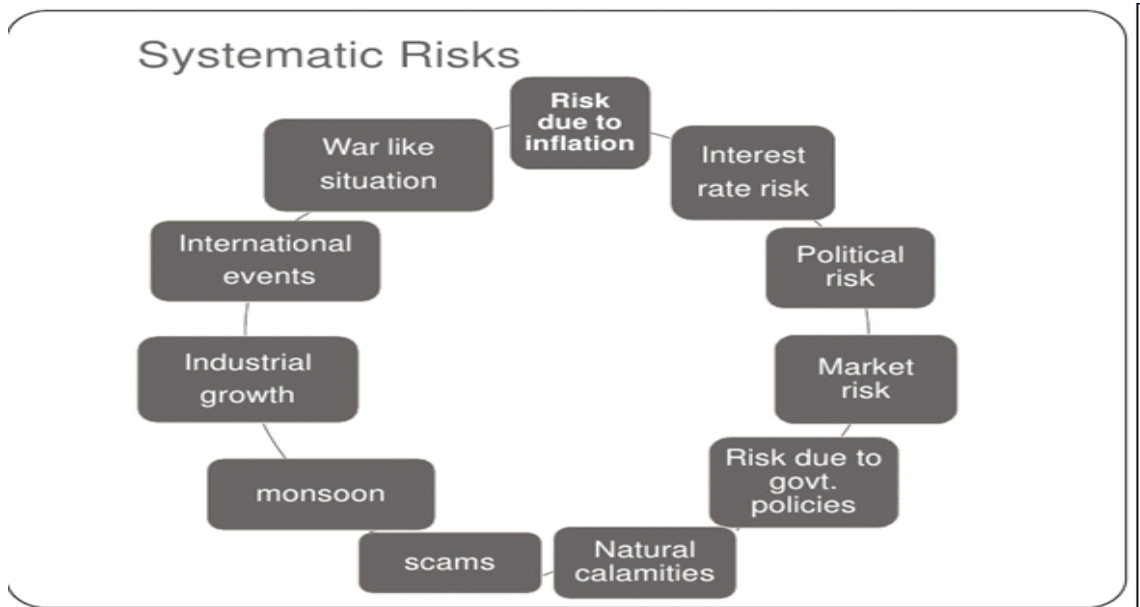 Systematic Risks
Risk
due to
inflation
Interest
rate risk
Political
risk
Market
risk
Risk due to
govt.
policies
Natural
calamities
scams
monsoon
Industrial
growth
International
events
War like
situation